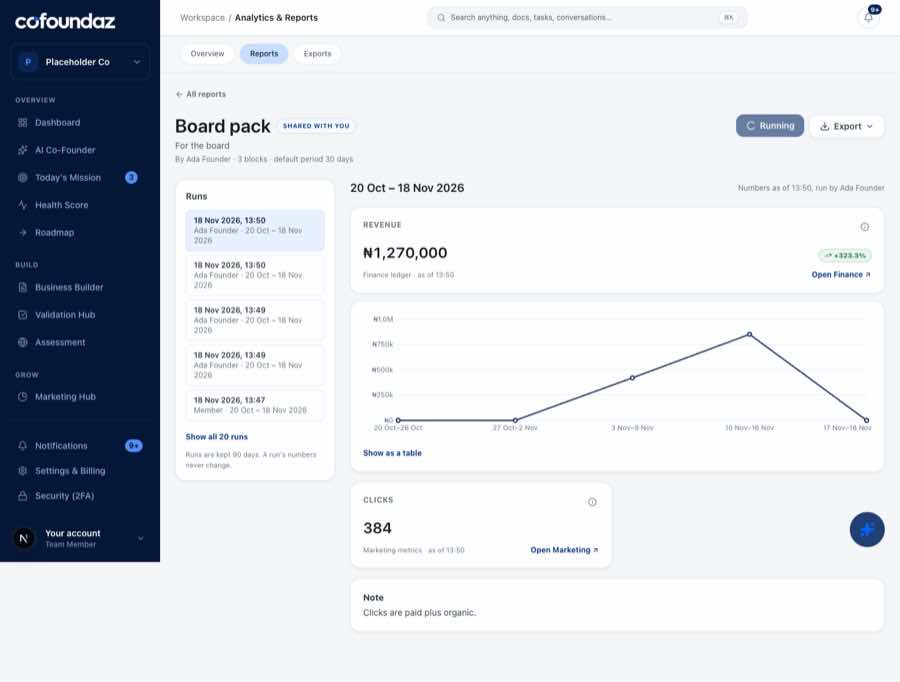 cofoundaz
P
Placeholder Co
OVERVIEW
Dashboard
AI Co-Founder
Today's Mission
3
Health Score
Roadmap
BUILD
Business Builder
Validation Hub
Assessment
GROW
Marketing Hub
Notifications
9+
Settings & Billing
Security (2FA)
N
Your account
Team Member
Workspace / Analytics & Reports
Search anything, docs, tasks, conversations...
⌘K
9+
Overview
Reports
Exports
← All reports
Board pack
SHARED WITH YOU
For the board
By Ada Founder · 3 blocks · default period 30 days
Running
Export
Runs
18 Nov 2026, 13:50
Ada Founder · 20 Oct – 18 Nov
2026
18 Nov 2026, 13:50
Ada Founder · 20 Oct – 18 Nov
2026
18 Nov 2026, 13:49
Ada Founder · 20 Oct – 18 Nov
2026
18 Nov 2026, 13:49
Ada Founder · 20 Oct – 18 Nov
2026
18 Nov 2026, 13:47
Member · 20 Oct – 18 Nov 2026
Show all 20 runs
Runs are kept 90 days. A run's numbers
never change.
20 Oct – 18 Nov 2026
Numbers as of 13:50, run by Ada Founder
REVENUE
₦1,270,000
+323.3%
Finance ledger · as of 13:50
Open Finance ↗
₦1.0M
₦750k
₦500k
₦250k
₦0
20 Oct–26 Oct
27 Oct–2 Nov
3 Nov–9 Nov
10 Nov–16 Nov
17 Nov–18 Nov
Show as a table
CLICKS
384
Marketing metrics · as of 13:50
Open Marketing ↗
Note
Clicks are paid plus organic.